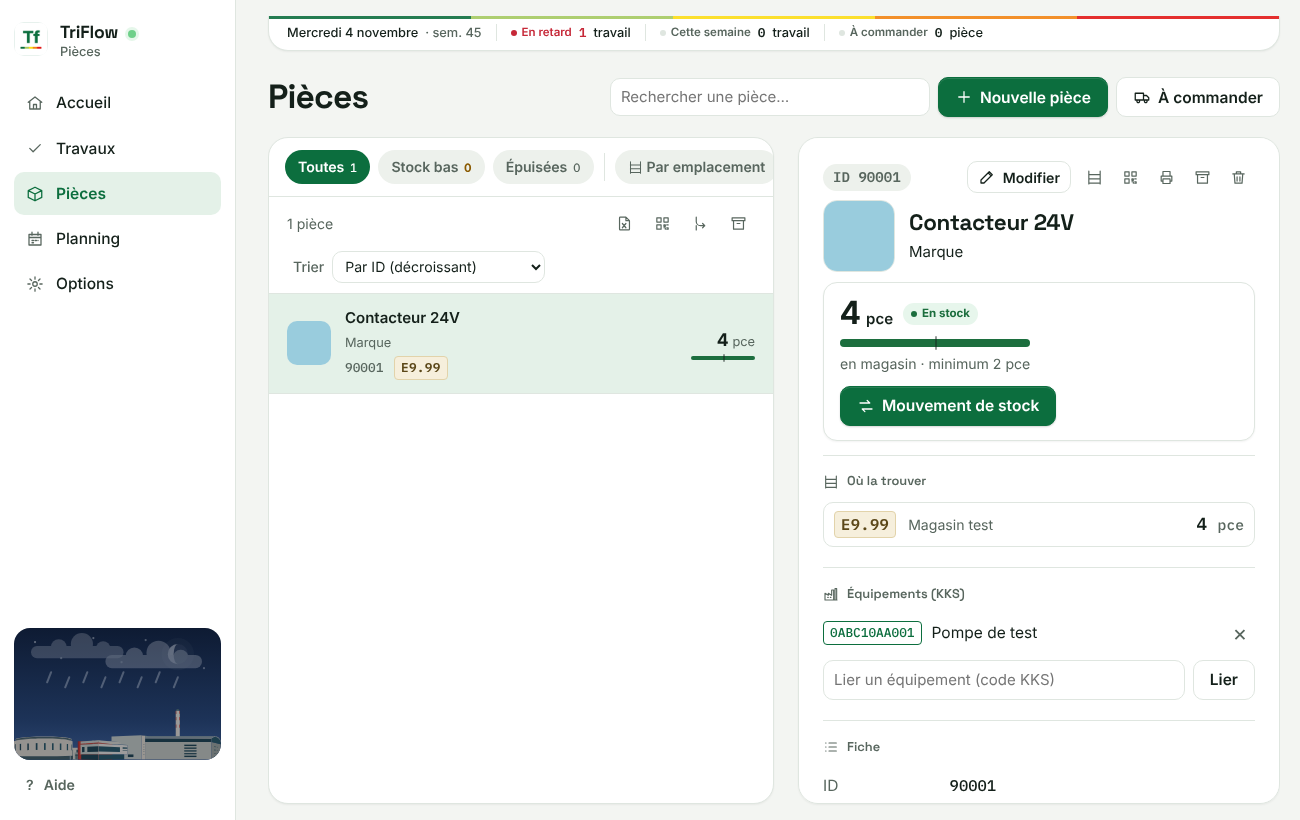 Tf TriFlow
Pièces
Accueil
Travaux
Pièces
Planning
Options
? Aide
Mercredi 4 novembre · sem. 45 En retard 1 travail Cette semaine 0 travail À commander 0 pièce
Pièces
Rechercher une pièce...
Nouvelle pièce
À commander
Toutes 1 Stock bas 0 Épuisées 0 Par emplacement
1 pièce
Trier Par ID (décroissant)
Contacteur 24V
Marque
90001 E9.99
4 pce
ID 90001
Modifier
Contacteur 24V
Marque
4 pce En stock
en magasin · minimum 2 pce
Mouvement de stock
Où la trouver
E9.99 Magasin test 4 pce
Équipements (KKS)
0ABC10AA001 Pompe de test
Lier un équipement (code KKS) Lier
Fiche
ID 90001